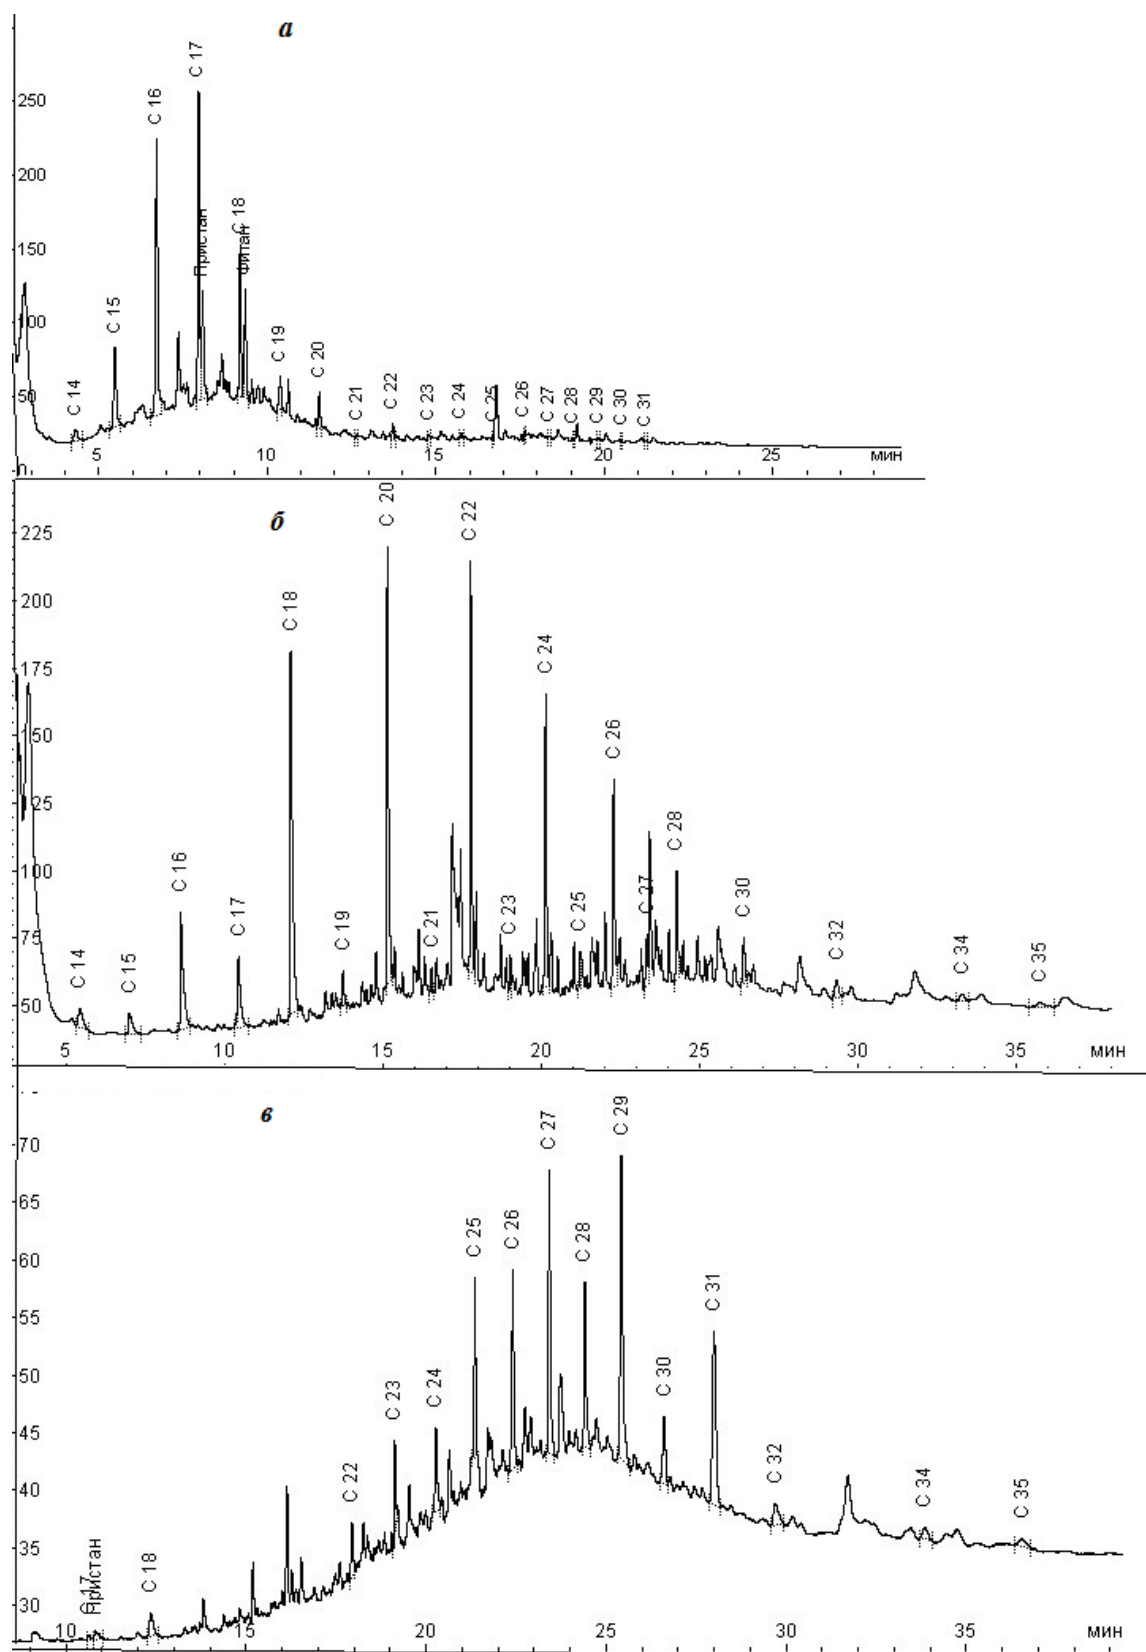 а
250
200
150
100
50
C 14
C 15
C 16
C 17
Пристан
C 18
Фитан
C 19
C 20
C 21
C 22
C 23
C 24
C 25
C 26
C 27
C 28
C 29
C 30
C 31
5
10
15
20
25
мин
б
225
200
175
150
125
100
75
50
C 14
C 15
C 16
C 17
C 18
C 19
C 20
C 21
C 22
C 23
C 24
C 25
C 26
C 27
C 28
C 30
C 32
C 34
C 35
5
10
15
20
25
30
35
мин
в
70
65
60
55
50
45
40
35
30
C 17
Пристан
C 18
C 22
C 23
C 24
C 25
C 26
C 27
C 28
C 29
C 30
C 31
C 32
C 34
C 35
10
15
20
25
30
35
мин